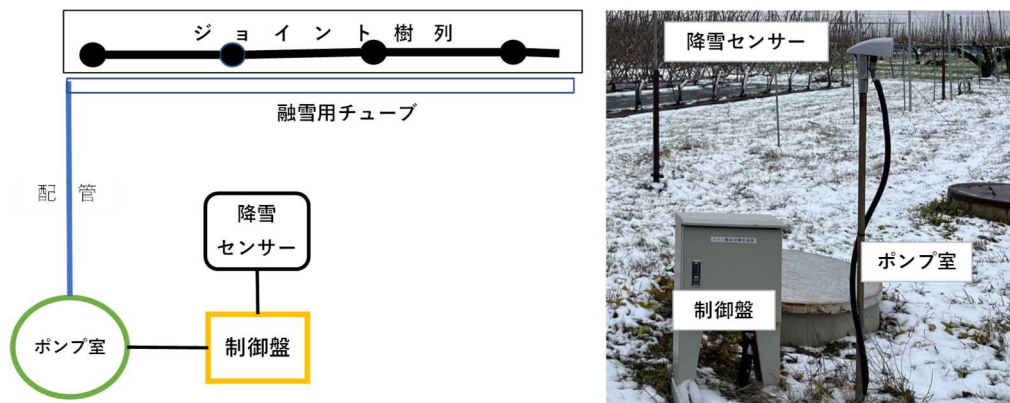 ジョイント樹列
融雪用チューブ
配管
降雪
センサー
ポンプ室
制御盤
降雪センサー
ポンプ室
制御盤